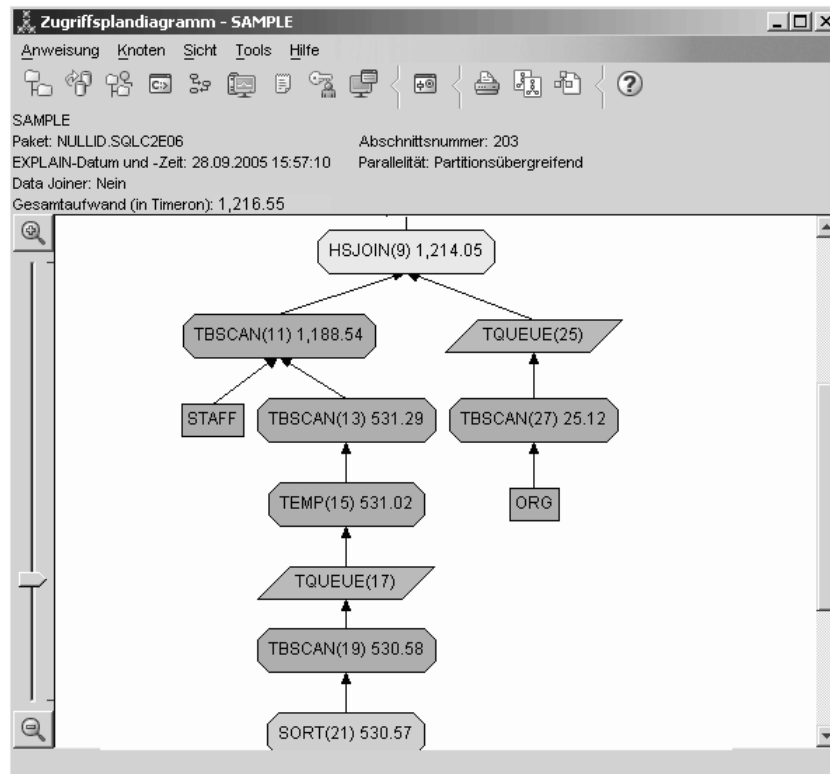 Zugriffsplandiagramm - SAMPLE
Anweisung Knoten Sicht Tools Hilfe
SAMPLE
Paket: NULLID.SQLC2E06 Abschnittsnummer: 203
EXPLAIN-Datum und -Zeit: 28.09.2005 15:57:10 Parallelität: Partitionsübergreifend
Data Joiner: Nein
Gesamtaufwand (in Timeron): 1,216.55
HSJOIN(9) 1,214.05
TBSCAN(11) 1,188.54 TQUEUE(25)
STAFF TBSCAN(13) 531.29 TBSCAN(27) 25.12
TEMP(15) 531.02 ORG
TQUEUE(17)
TBSCAN(19) 530.58
SORT(21) 530.57